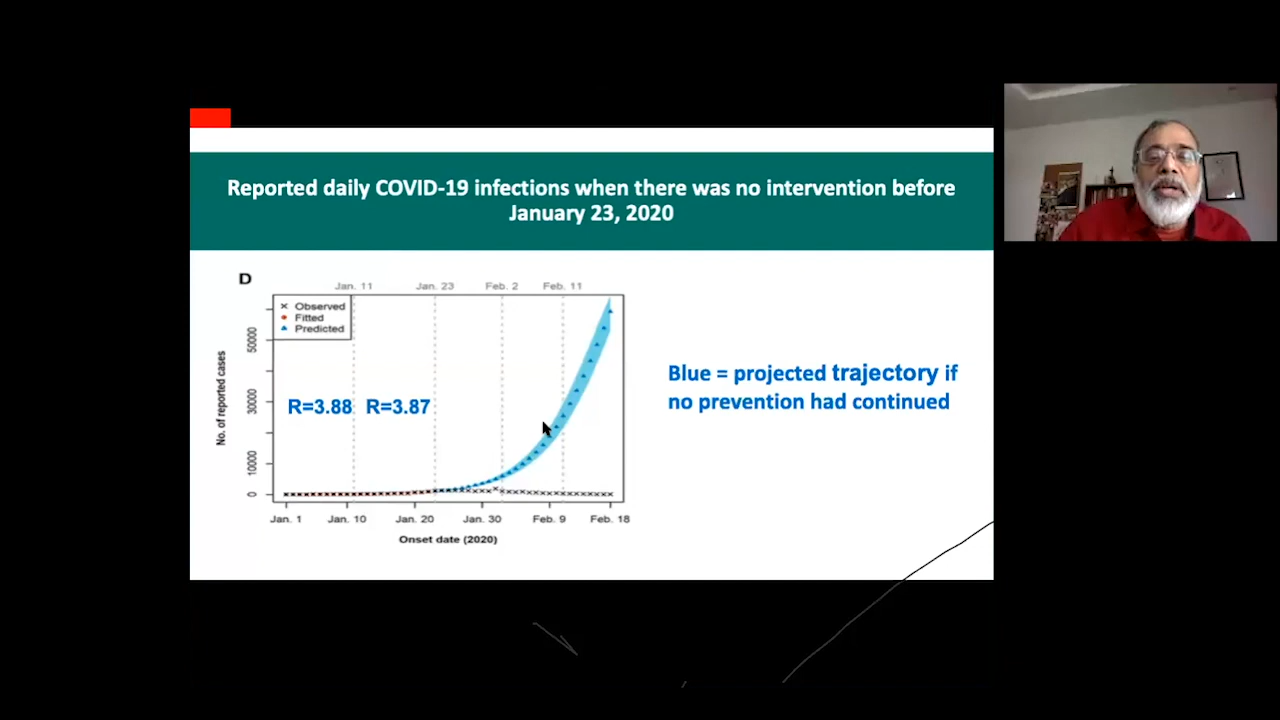 Reported daily COVID-19 infections when there was no intervention before
January 23, 2020
D
Jan. 11 Jan. 23 Feb. 2 Feb. 11
Observed
Fitted
Predicted
50000
30000
10000
0
No. of reported cases
R=3.88 R=3.87
Jan. 1 Jan. 10 Jan. 20 Jan. 30 Feb. 9 Feb. 18
Onset date (2020)
Blue = projected trajectory if
no prevention had continued